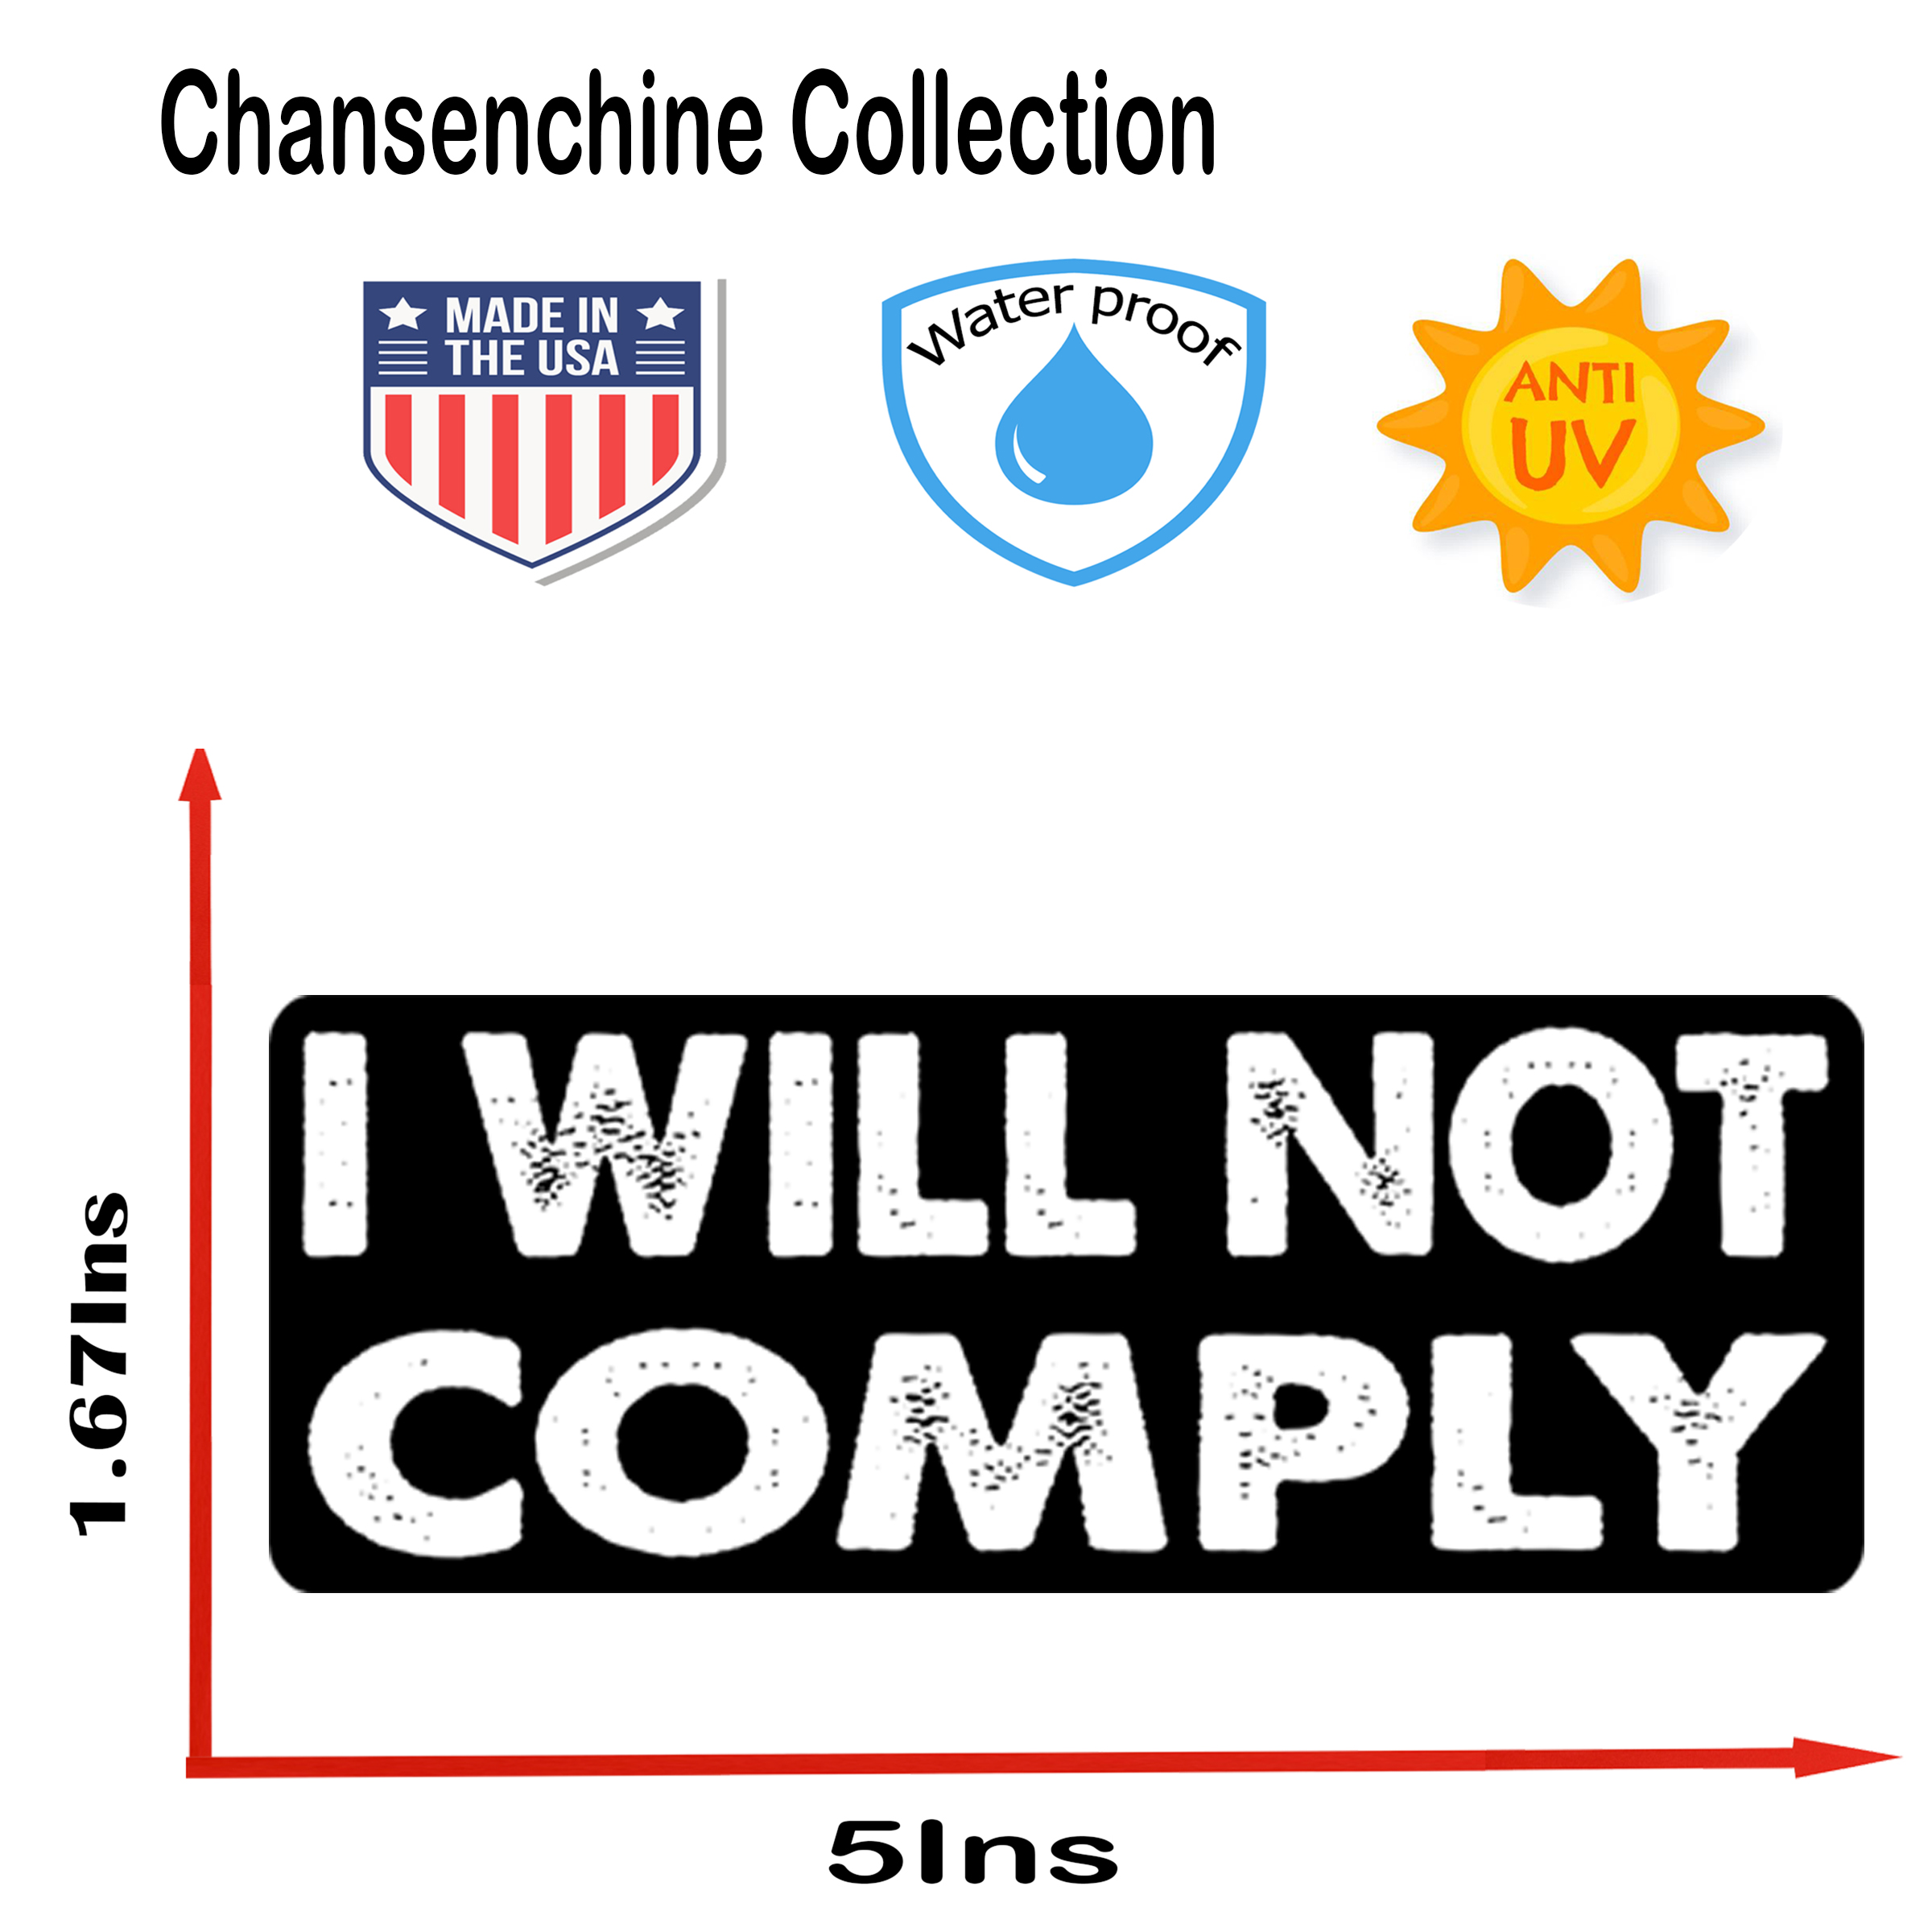 Chansenchine Collection
MADE IN
THE USA
Water proof
ANTI
UV
I WILL NOT
COMPLY
1.67Ins
5Ins